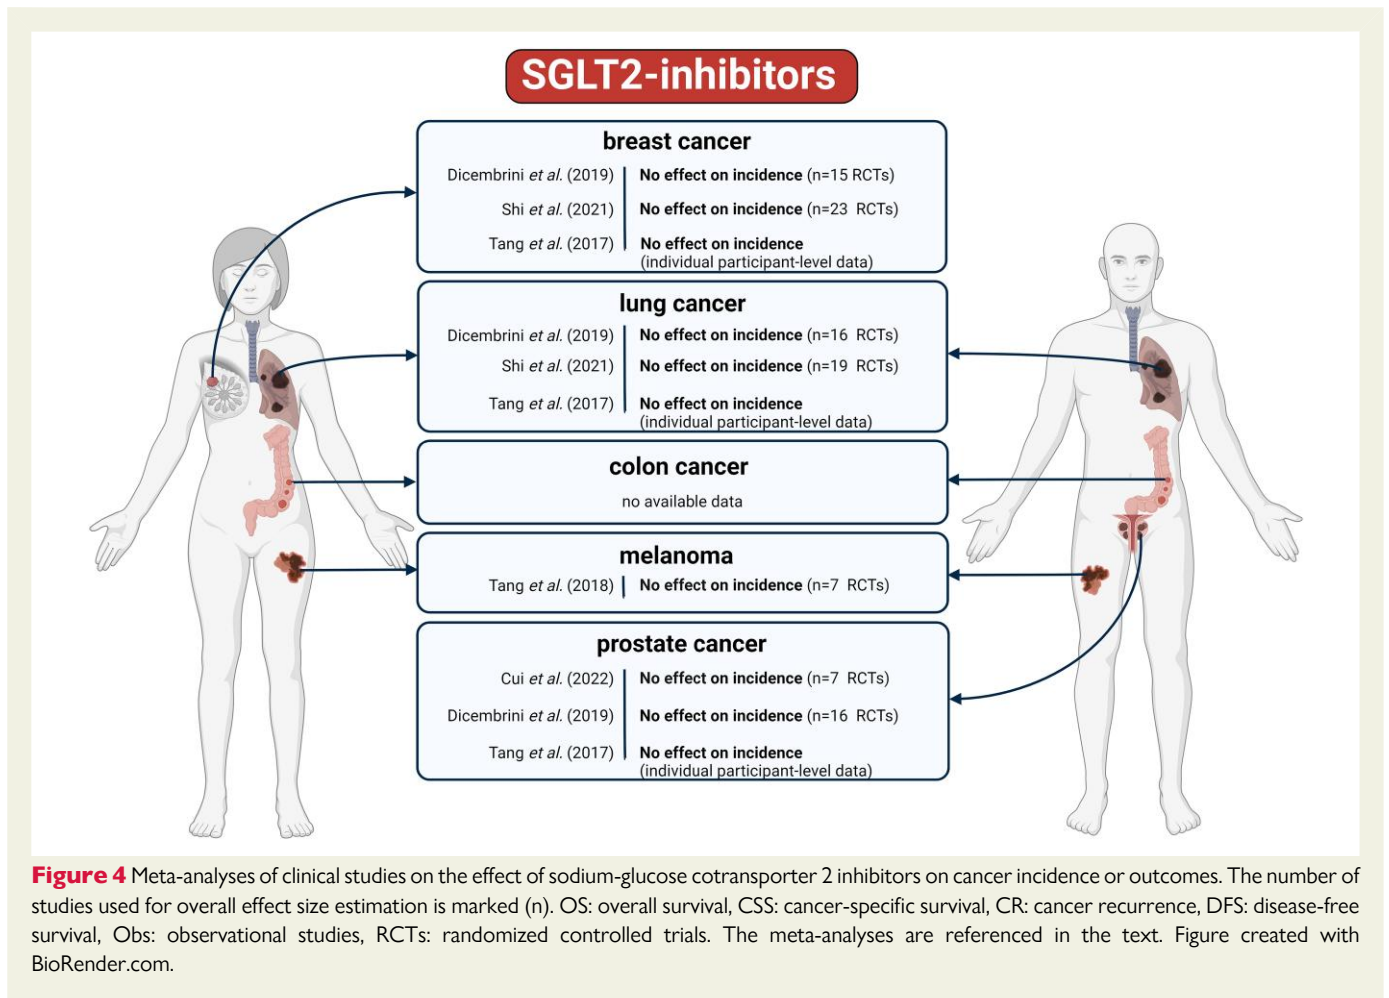 SGLT2-inhibitors
breast cancer
Dicembrini et al. (2019) No effect on incidence (n=15 RCTs)
Shi et al. (2021) No effect on incidence (n=23 RCTs)
Tang et al. (2017) No effect on incidence
(individual participant-level data)
lung cancer
Dicembrini et al. (2019) No effect on incidence (n=16 RCTs)
Shi et al. (2021) No effect on incidence (n=19 RCTs)
Tang et al. (2017) No effect on incidence
(individual participant-level data)
colon cancer
no available data
melanoma
Tang et al. (2018) No effect on incidence (n=7 RCTs)
prostate cancer
Cui et al. (2022) No effect on incidence (n=7 RCTs)
Dicembrini et al. (2019) No effect on incidence (n=16 RCTs)
Tang et al. (2017) No effect on incidence
(individual participant-level data)
Figure 4 Meta-analyses of clinical studies on the effect of sodium-glucose cotransporter 2 inhibitors on cancer incidence or outcomes. The number of
studies used for overall effect size estimation is marked (n). OS: overall survival, CSS: cancer-specific survival, CR: cancer recurrence, DFS: disease-free
survival, Obs: observational studies, RCTs: randomized controlled trials. The meta-analyses are referenced in the text. Figure created with
BioRender.com.